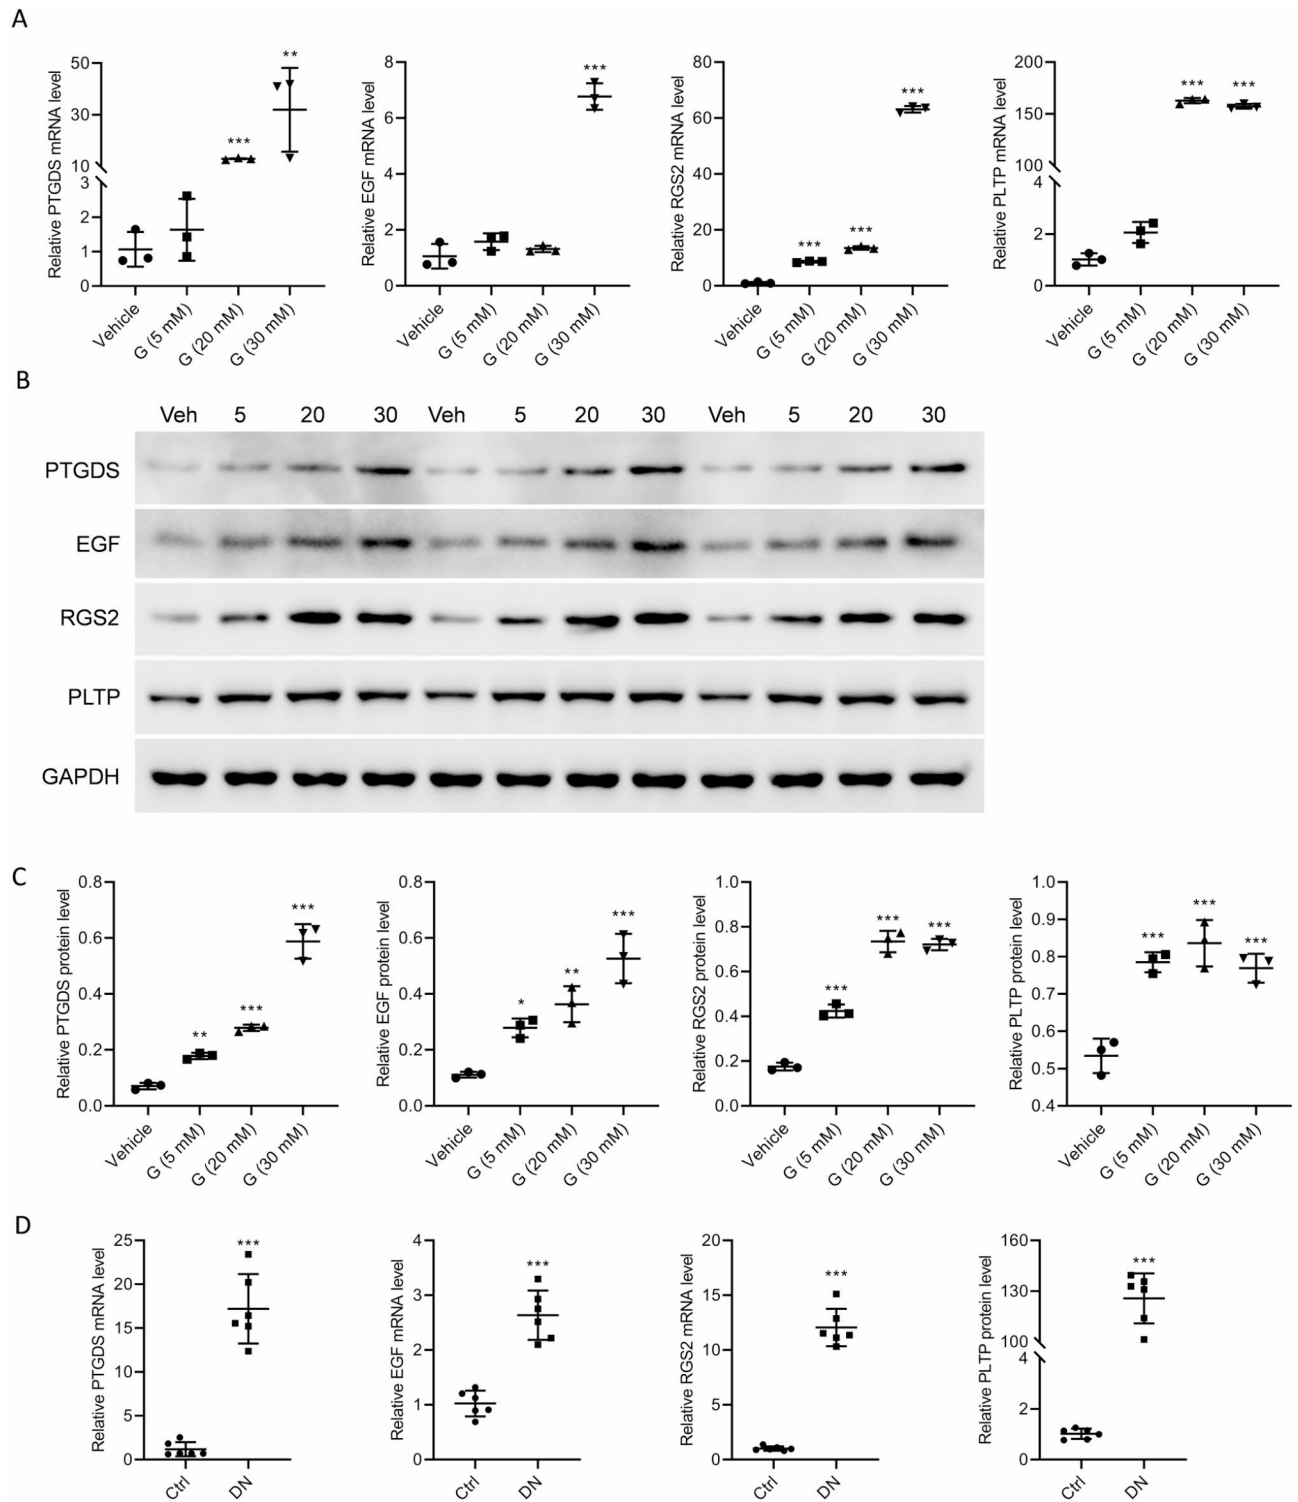 A
Relative PTGDS mRNA level
50
30
10
3
2
1
0
**
***
Vehicle
G (5 mM)
G (20 mM)
G (30 mM)
Relative EGF mRNA level
8
6
4
2
0
***
Vehicle
G (5 mM)
G (20 mM)
G (30 mM)
Relative RGS2 mRNA level
80
60
40
20
0
***
***
***
Vehicle
G (5 mM)
G (20 mM)
G (30 mM)
Relative PLTP mRNA level
200
150
100
4
2
0
***
***
Vehicle
G (5 mM)
G (20 mM)
G (30 mM)
B
Veh 5 20 30 Veh 5 20 30 Veh 5 20 30
PTGDS
EGF
RGS2
PLTP
GAPDH
C
Relative PTGDS protein level
0.8
0.6
0.4
0.2
0.0
**
***
***
Vehicle
G (5 mM)
G (20 mM)
G (30 mM)
Relative EGF protein level
0.8
0.6
0.4
0.2
0.0
*
**
***
Vehicle
G (5 mM)
G (20 mM)
G (30 mM)
Relative RGS2 protein level
1.0
0.8
0.6
0.4
0.2
0.0
***
***
***
Vehicle
G (5 mM)
G (20 mM)
G (30 mM)
Relative PLTP protein level
1.0
0.9
0.8
0.7
0.6
0.5
0.4
***
***
***
Vehicle
G (5 mM)
G (20 mM)
G (30 mM)
D
Relative PTGDS mRNA level
25
20
15
10
5
0
***
Ctrl
DN
Relative EGF mRNA level
4
3
2
1
0
***
Ctrl
DN
Relative RGS2 mRNA level
20
15
10
5
0
***
Ctrl
DN
Relative PLTP protein level
160
130
100
4
2
0
***
Ctrl
DN